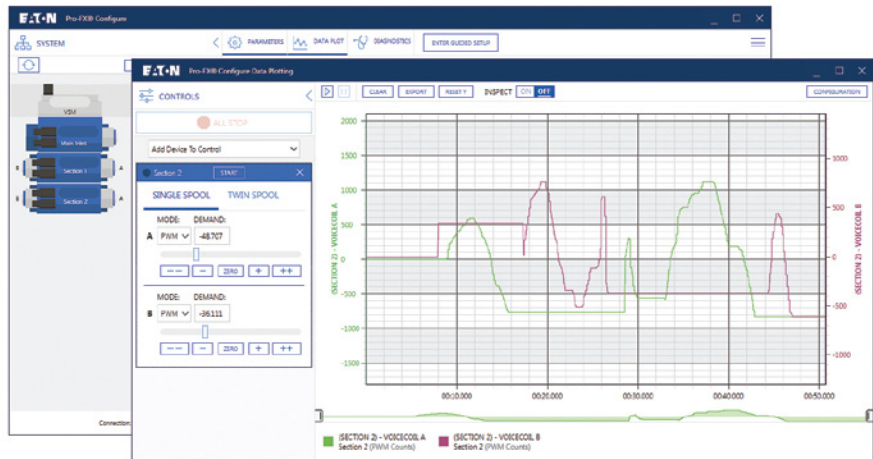 EATON Pro-FX® Configure
SYSTEM
PARAMETERS
DATA PLOT
DIAGNOSTICS
ENTER GUIDED SETUP
VSM
Main Inlet
B Section 1 A
B Section 2 A
Connection:
EATON Pro-FX® Configure Data Plotting
CONTROLS
ALL STOP
Add Device To Control
Section 2 START
SINGLE SPOOL TWIN SPOOL
MODE: DEMAND:
A PWM -48.707
-- - ZERO + ++
MODE: DEMAND:
B PWM -36.111
-- - ZERO + ++
CLEAR EXPORT RESET Y INSPECT ON OFF CONFIGURATION
(SECTION 2) - VOICECOIL A
2000
1500
1000
500
0
-500
-1000
-1500
1000
500
0
-500
-1000
(SECTION 2) - VOICECOIL B
00:10.000 00:20.000 00:30.000 00:40.000 00:50.000
(SECTION 2) - VOICECOIL A
Section 2 (PWM Counts)
(SECTION 2) - VOICECOIL B
Section 2 (PWM Counts)